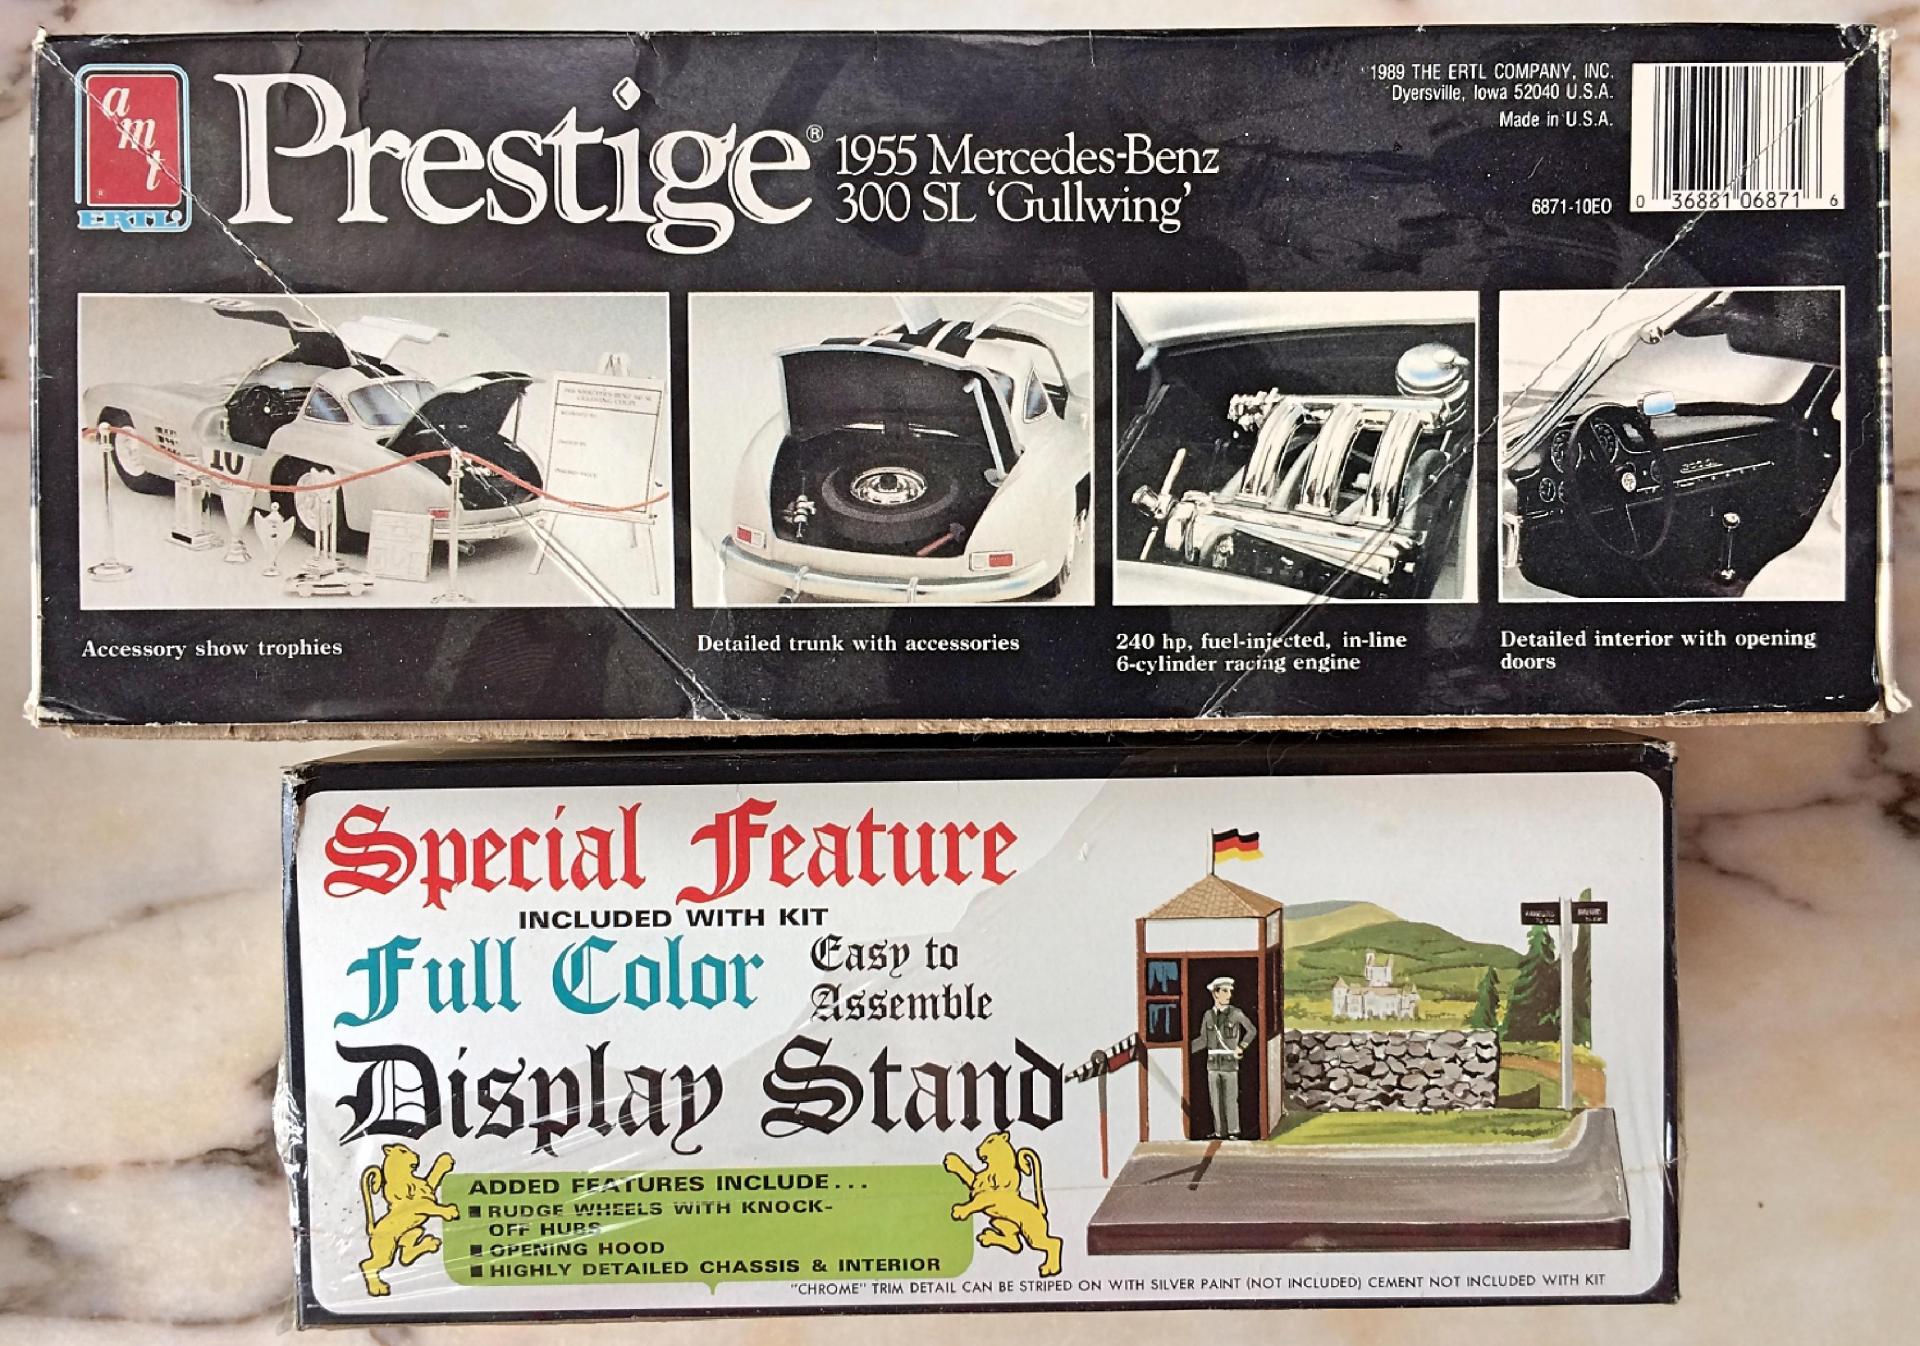 amt
ERTL®
Prestige®
1955 Mercedes-Benz
300 SL ‘Gullwing’
1989 THE ERTL COMPANY, INC.
Dyersville, Iowa 52040 U.S.A.
Made in U.S.A.
6871-10EO
0 36881 06871 6
10
Accessory show trophies
Detailed trunk with accessories
240 hp, fuel-injected, in-line
6-cylinder racing engine
Detailed interior with opening
doors
Special Feature
INCLUDED WITH KIT
Full Color
Easy to
Assemble
Display Stand
ADDED FEATURES INCLUDE...
■ RUDGE WHEELS WITH KNOCK-
OFF HUBS
■ OPENING HOOD
■ HIGHLY DETAILED CHASSIS & INTERIOR
"CHROME" TRIM DETAIL CAN BE STRIPED ON WITH SILVER PAINT (NOT INCLUDED) CEMENT NOT INCLUDED WITH KIT